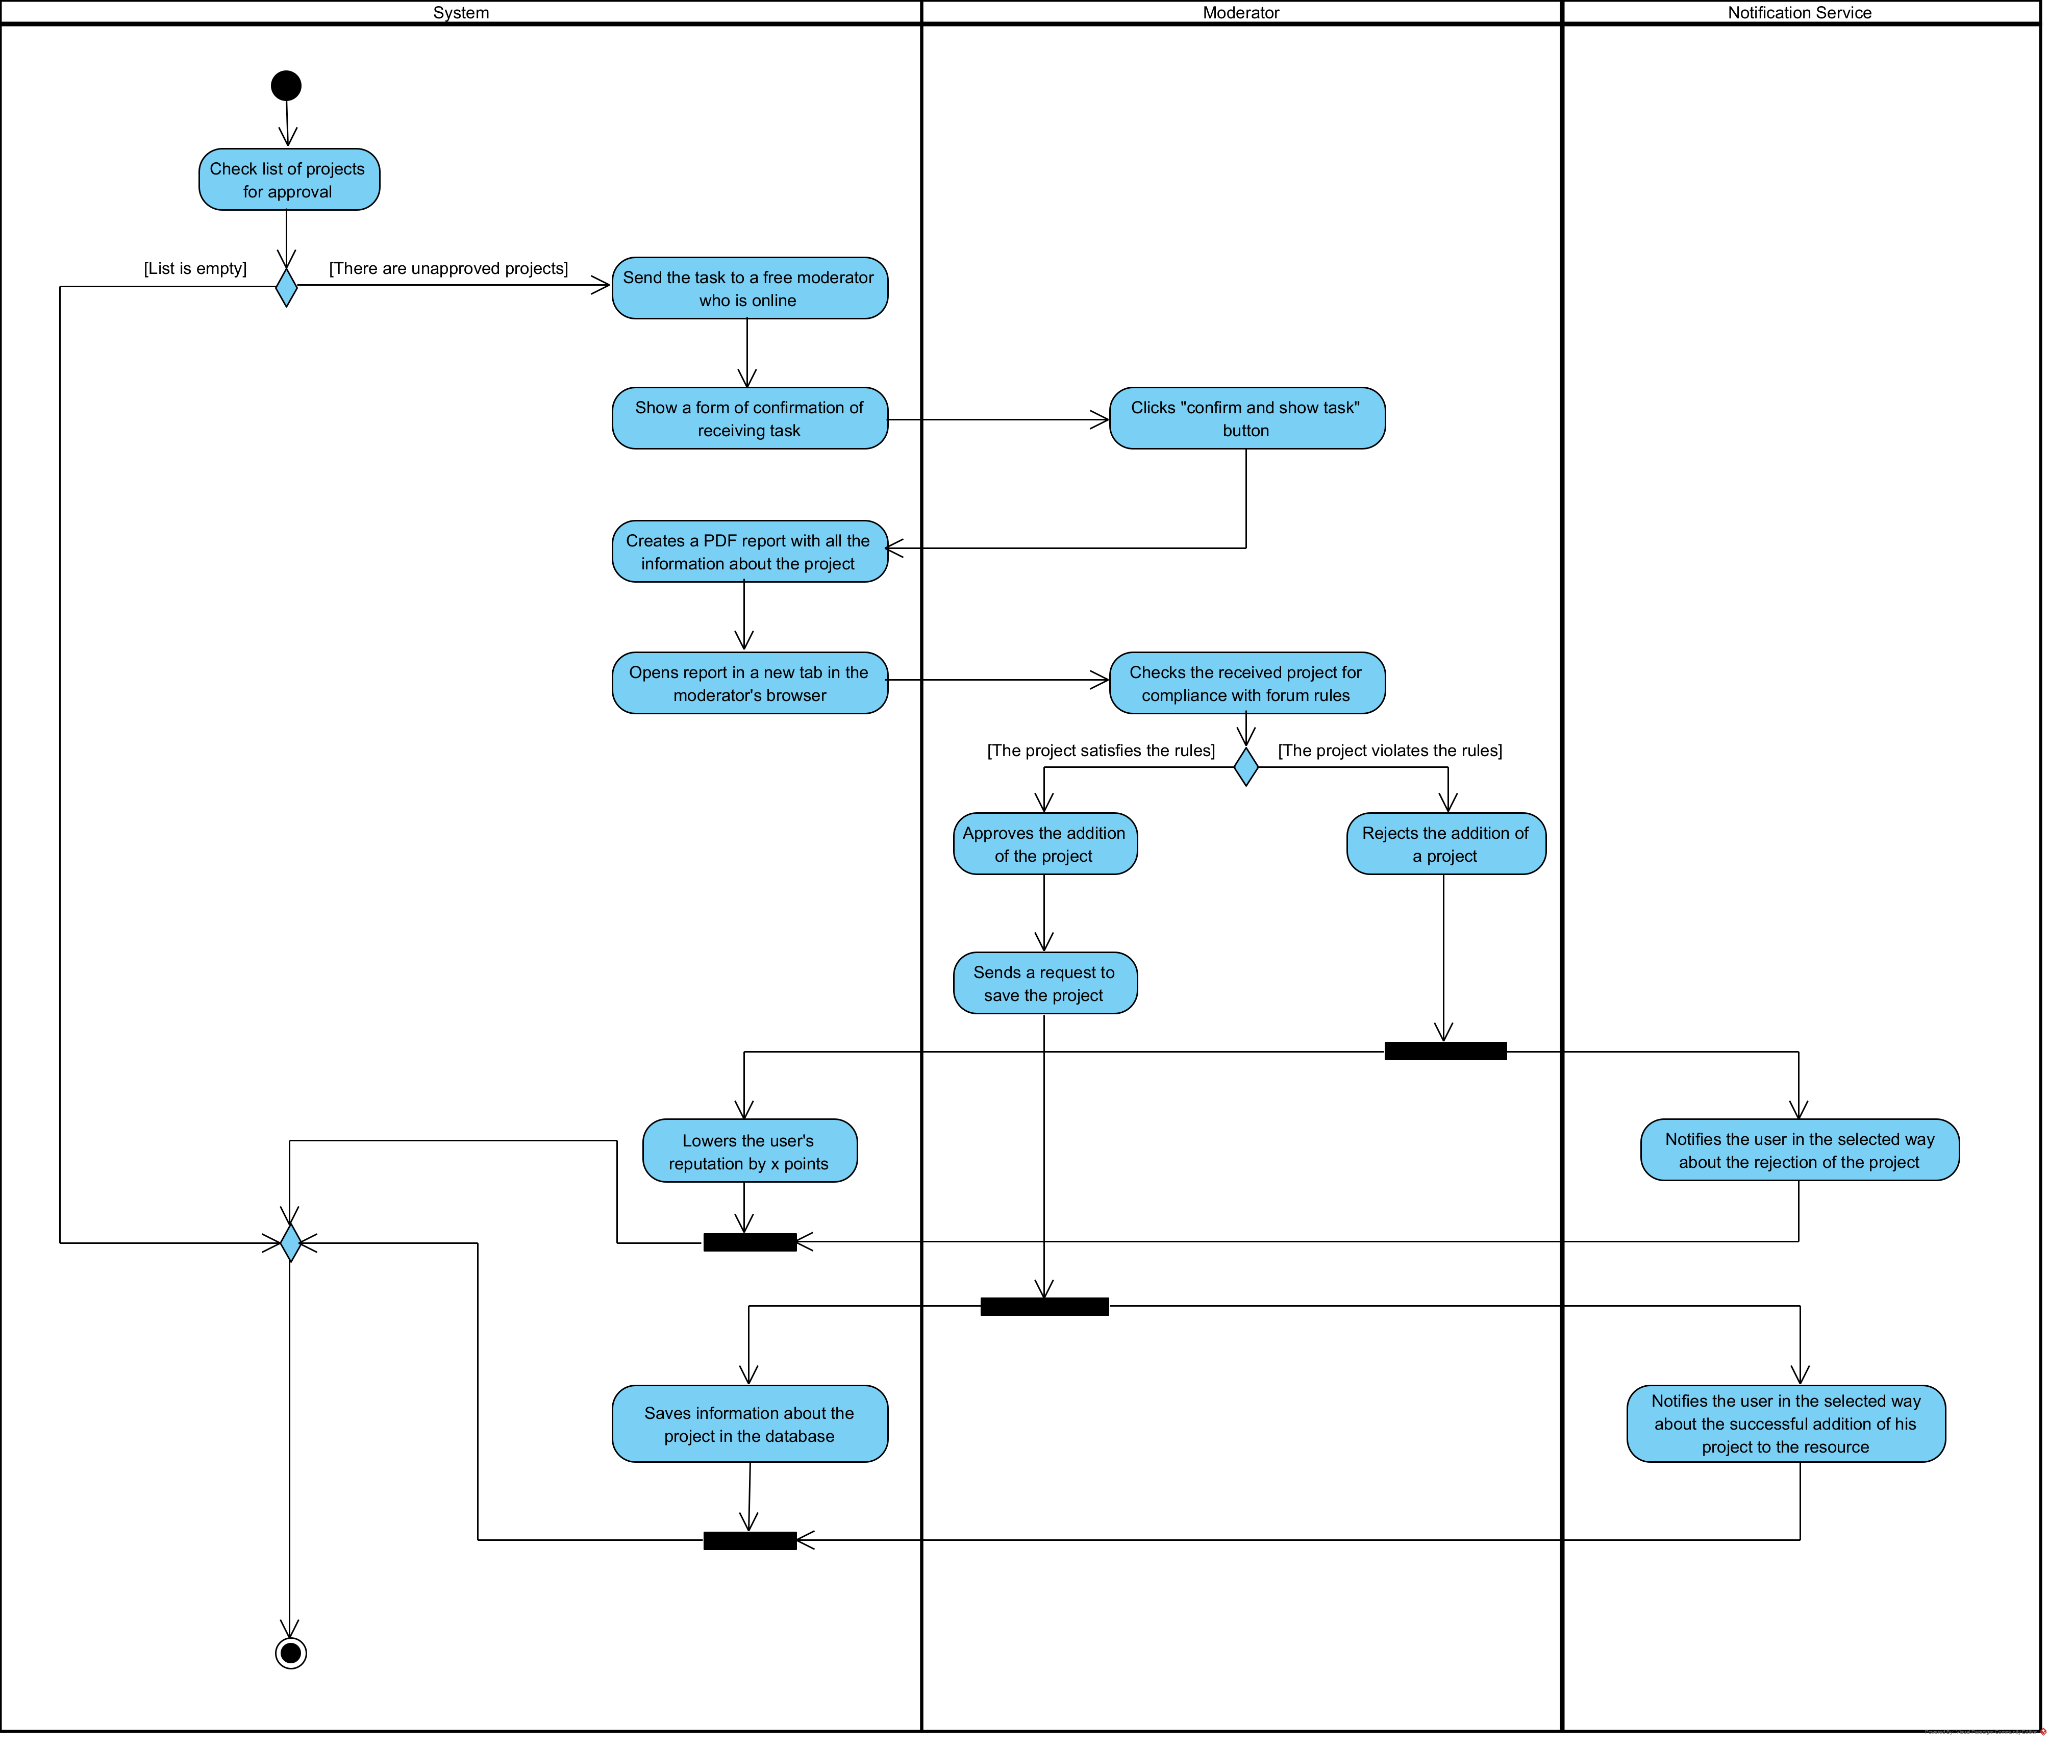 System
Moderator
Notification Service
Check list of projects
for approval
[List is empty]
[There are unapproved projects]
Send the task to a free moderator
who is online
Show a form of confirmation of
receiving task
Clicks "confirm and show task"
button
Creates a PDF report with all the
information about the project
Opens report in a new tab in the
moderator's browser
Checks the received project for
compliance with forum rules
[The project satisfies the rules]
[The project violates the rules]
Approves the addition
of the project
Rejects the addition of
a project
Sends a request to
save the project
Lowers the user's
reputation by x points
Notifies the user in the selected way
about the rejection of the project
Saves information about the
project in the database
Notifies the user in the selected way
about the successful addition of his
project to the resource